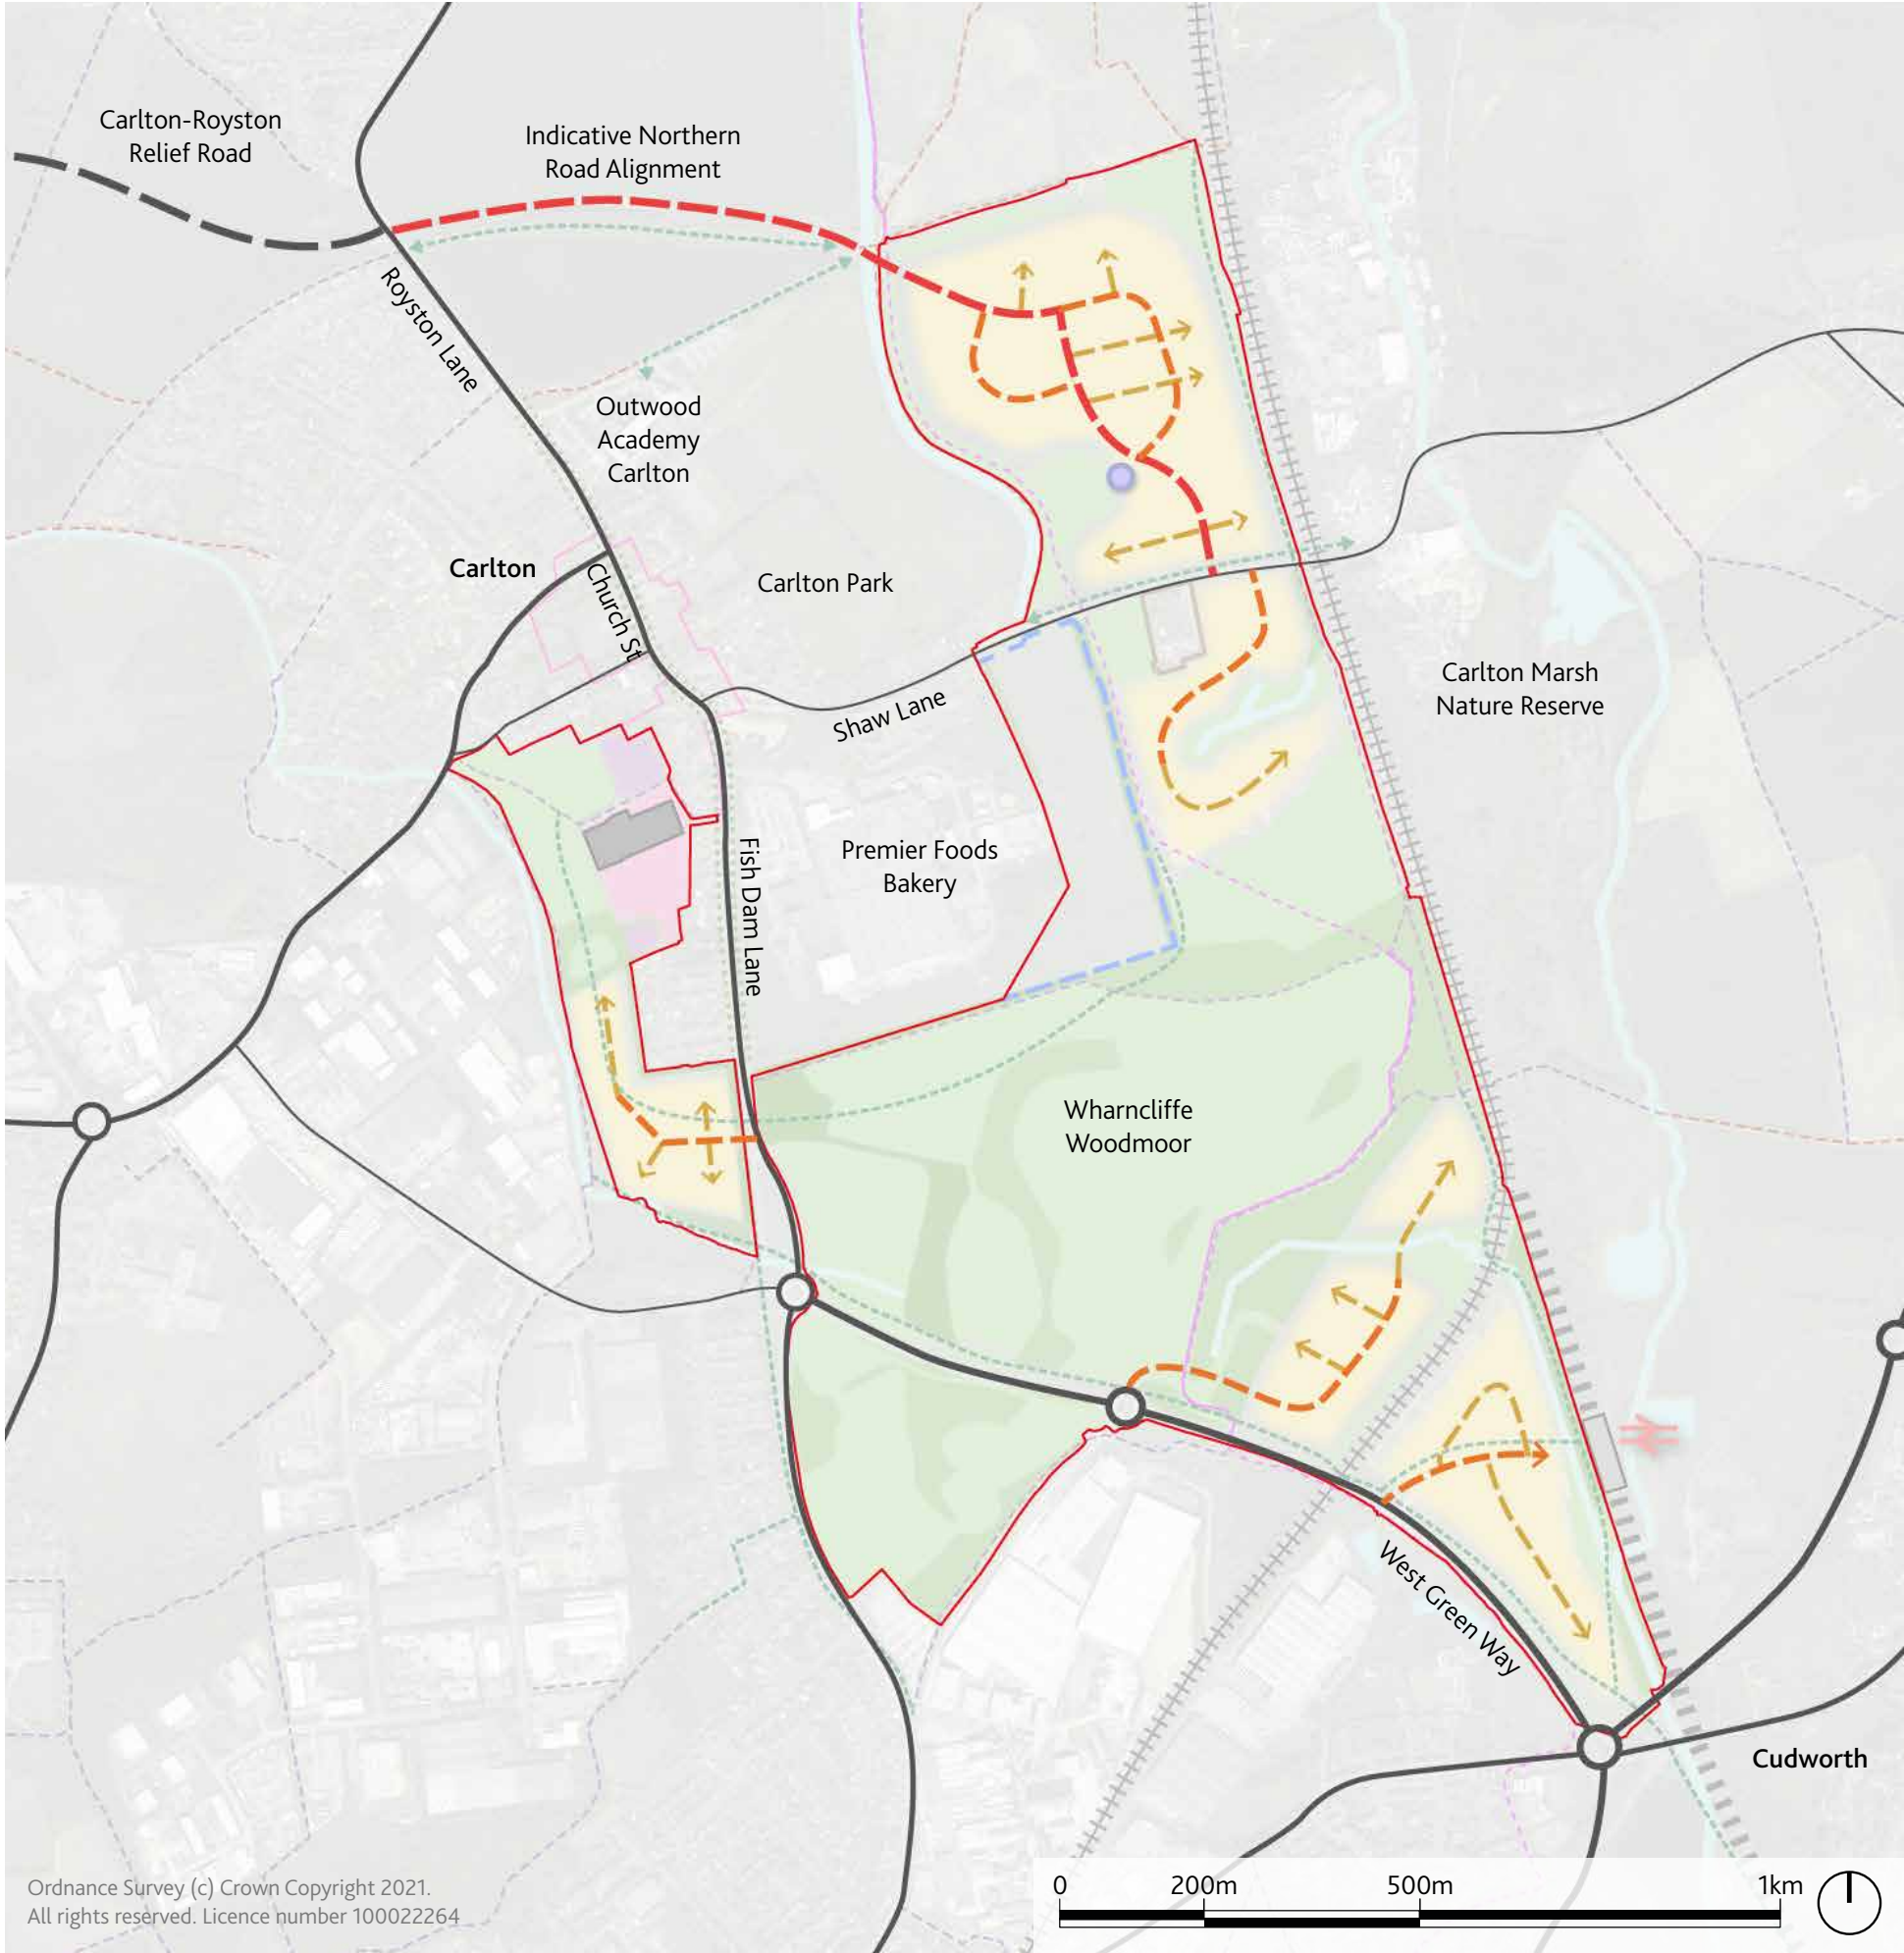 Carlton-Royston
Relief Road
Indicative Northern
Road Alignment
Royston Lane
Outwood
Academy
Carlton
Carlton
Church St
Carlton Park
Shaw Lane
Carlton Marsh
Nature Reserve
Premier Foods
Bakery
Fish Dam Lane
Wharncliffe
Woodmoor
West Green Way
Cudworth
Ordnance Survey (c) Crown Copyright 2021.
All rights reserved. Licence number 100022264
0 200m 500m 1km